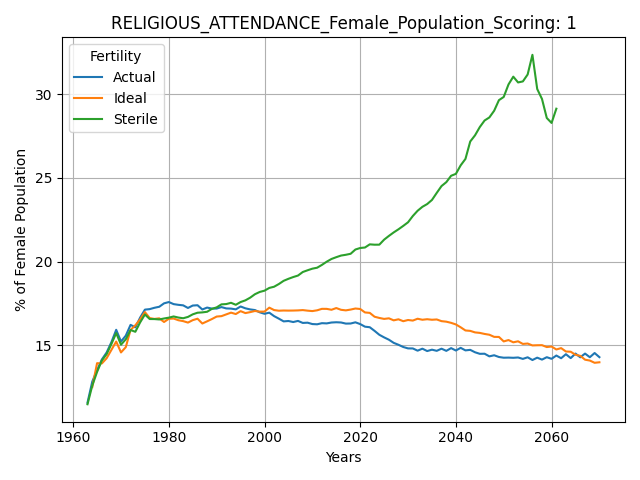 RELIGIOUS_ATTENDANCE_Female_Population_Scoring: 1
Fertility
Actual
Ideal
Sterile
% of Female Population
30
25
20
15
1960
1980
2000
2020
2040
2060
Years